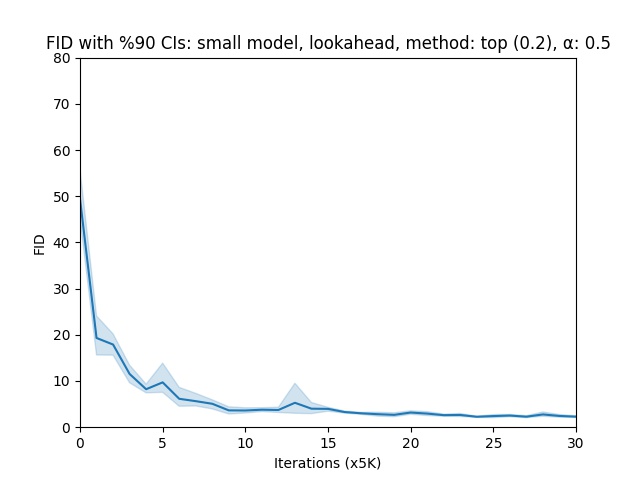 FID with %90 CIs: small model, lookahead, method: top (0.2), α: 0.5
80
70
60
50
40
30
20
10
0
FID
0 5 10 15 20 25 30
Iterations (x5K)